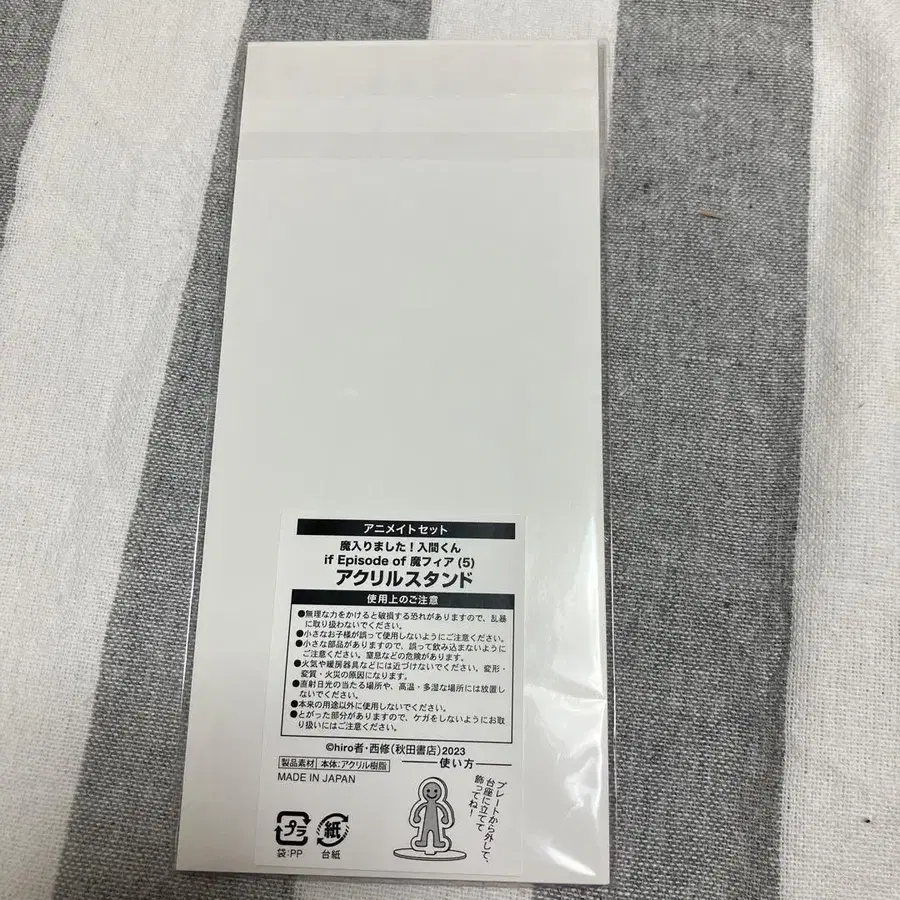 アニメイトセット
魔入りました！入間くん
if Episode of 魔フィア (5)
アクリルスタンド
使用上のご注意
●無理な力をかけると破損する恐れがありますので、乱暴
に取り扱わないでください。
●小さなお子様が誤って使用しないようにご注意ください。
●小さな部品がありますので、誤って飲み込まないように
ご注意ください。窒息などの危険があります。
●火気や暖房器具などには近づけないでください。変形・
変質・火災の原因になります。
●直射日光の当たる場所や、高温・多湿な場所には放置し
ないでください。
●本来の用途以外に使用しないでください。
●とがった部分がありますので、ケガをしないようにお取
り扱いにはご注意ください。
©hiro者・西修（秋田書店）2023
製品素材 本体：アクリル樹脂
MADE IN JAPAN
プラ
袋：PP
紙
台紙
使い方
プレートから外して、
台座に立てて
飾ってね！